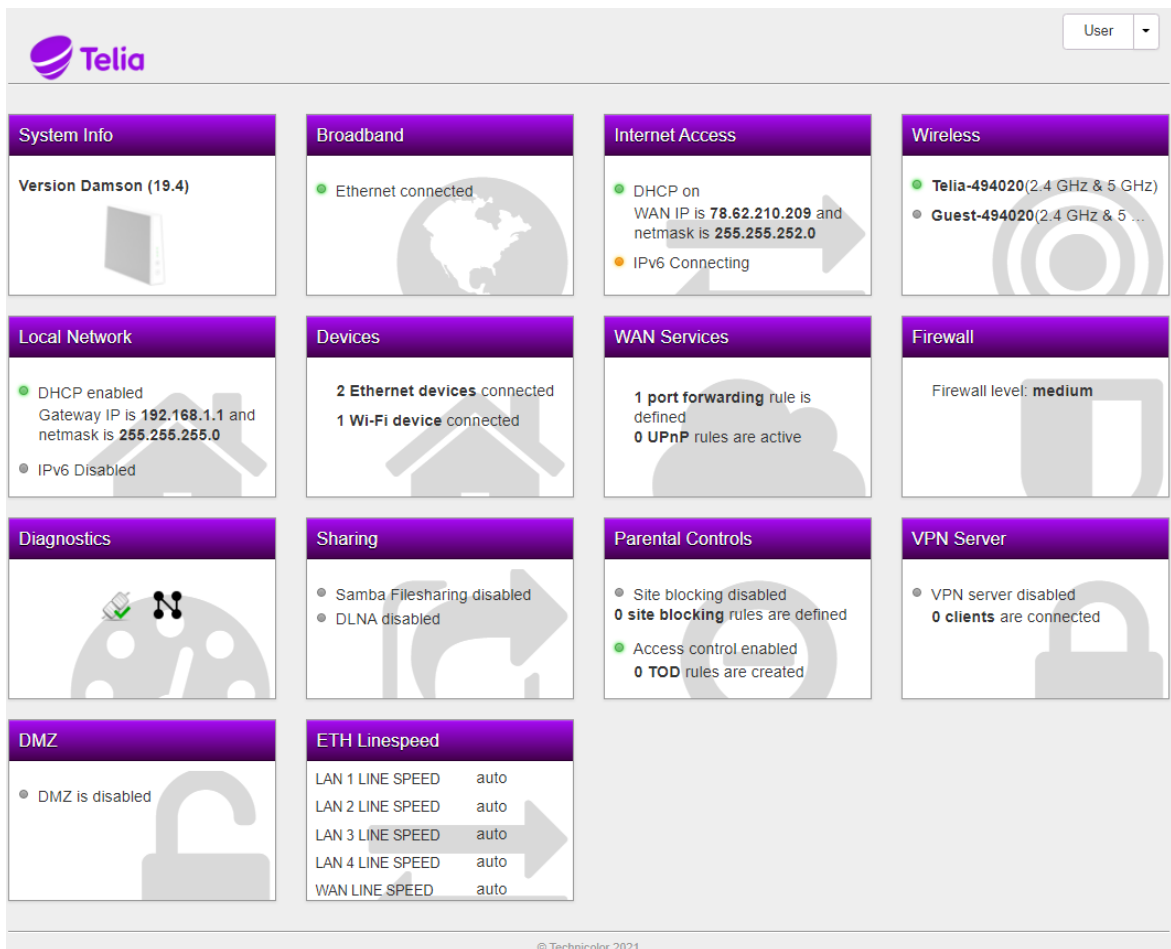 Telia
User
System Info
Version Damson (19.4)
Broadband
Ethernet connected
Internet Access
DHCP on
WAN IP is 78.62.210.209 and
netmask is 255.255.252.0
IPv6 Connecting
Wireless
Telia-494020(2.4 GHz & 5 GHz)
Guest-494020(2.4 GHz & 5 ...
Local Network
DHCP enabled
Gateway IP is 192.168.1.1 and
netmask is 255.255.255.0
IPv6 Disabled
Devices
2 Ethernet devices connected
1 Wi-Fi device connected
WAN Services
1 port forwarding rule is
defined
0 UPnP rules are active
Firewall
Firewall level: medium
Diagnostics
Sharing
Samba Filesharing disabled
DLNA disabled
Parental Controls
Site blocking disabled
0 site blocking rules are defined
Access control enabled
0 TOD rules are created
VPN Server
VPN server disabled
0 clients are connected
DMZ
DMZ is disabled
ETH Linespeed
LAN 1 LINE SPEED auto
LAN 2 LINE SPEED auto
LAN 3 LINE SPEED auto
LAN 4 LINE SPEED auto
WAN LINE SPEED auto
© Technicolor 2021